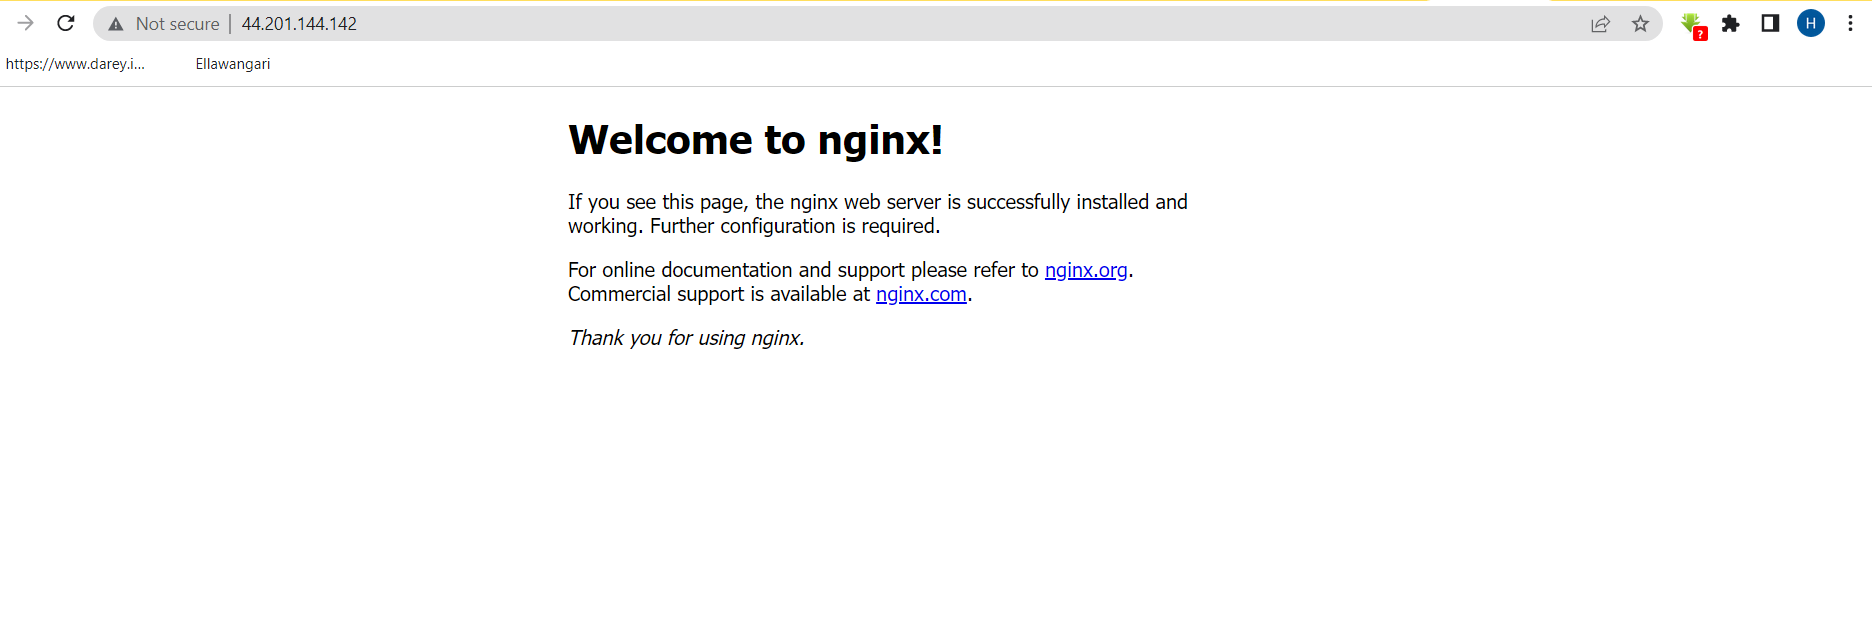 Not secure | 44.201.144.142
?
H
https://www.darey.i... Ellawangari
Welcome to nginx!
If you see this page, the nginx web server is successfully installed and
working. Further configuration is required.
For online documentation and support please refer to nginx.org.
Commercial support is available at nginx.com.
Thank you for using nginx.